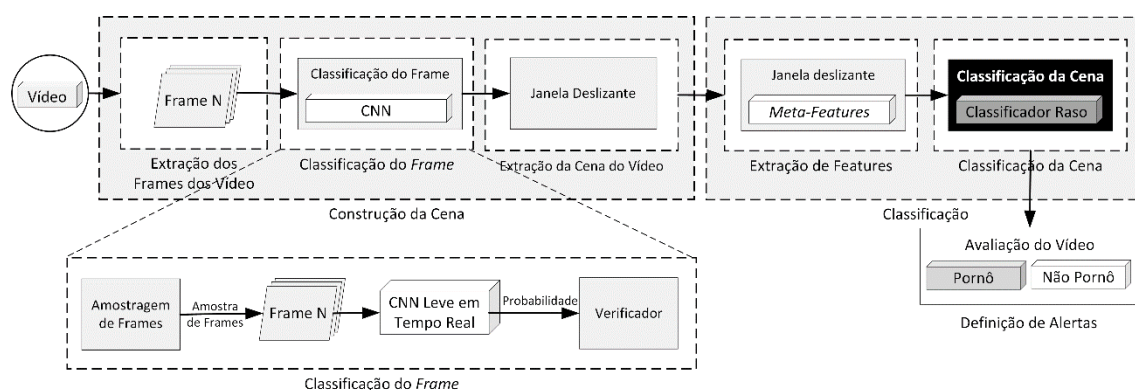 Vídeo
Frame N
Extração dos
Frames dos Vídeo
Classificação do Frame
CNN
Classificação do Frame
Janela Deslizante
Extração da Cena do Vídeo
Construção da Cena
Janela deslizante
Meta-Features
Extração de Features
Classificação da Cena
Classificador Raso
Classificação da Cena
Classificação
Avaliação do Vídeo
Pornô
Não Pornô
Definição de Alertas
Amostragem
de Frames
Amostra
de Frames
Frame N
CNN Leve em
Tempo Real
Probabilidade
Verificador
Classificação do Frame